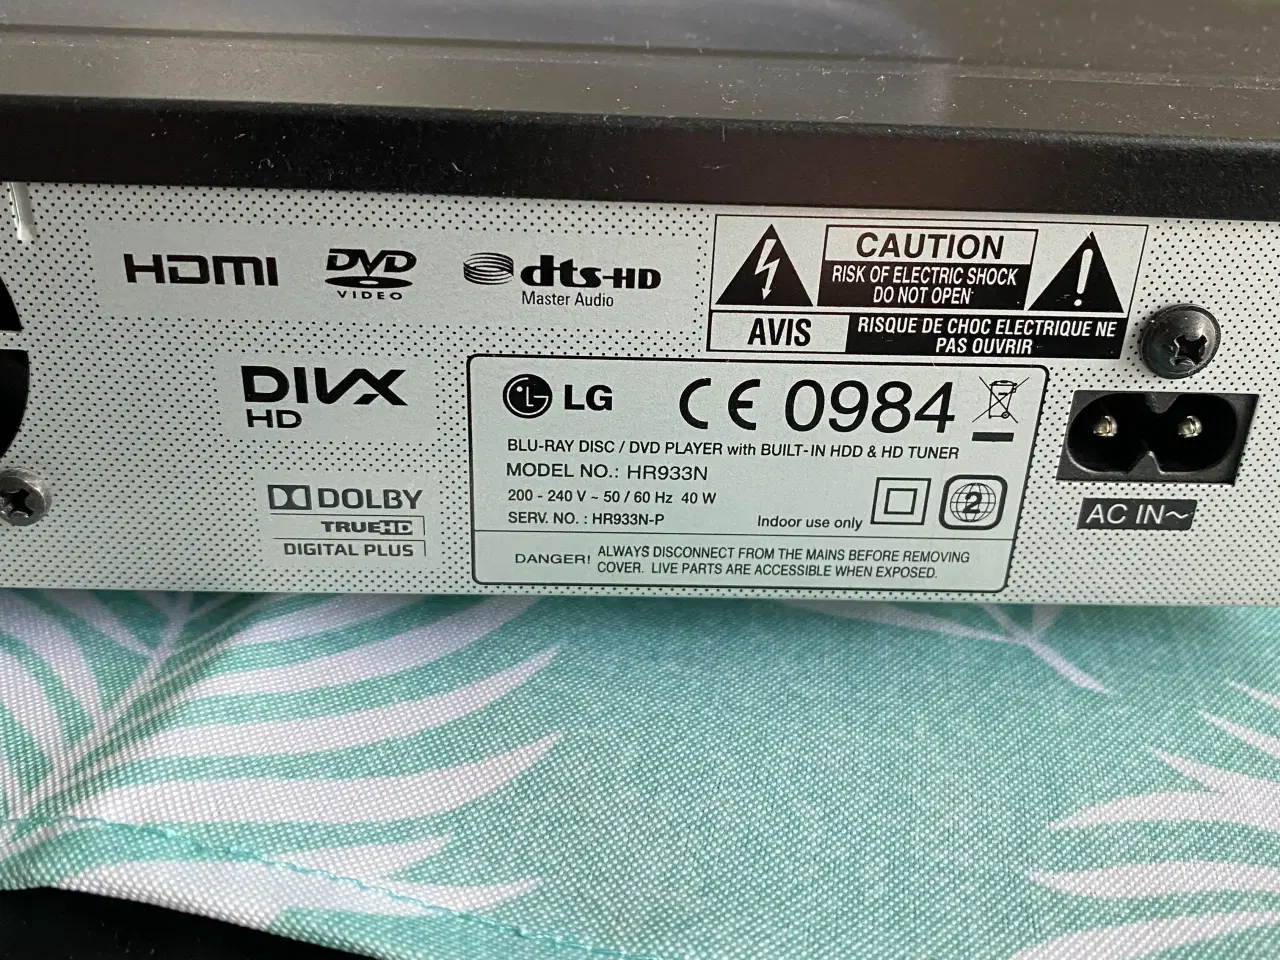 HDMI
DVD
VIDEO
dts-HD
Master Audio
CAUTION
RISK OF ELECTRIC SHOCK
DO NOT OPEN
AVIS
RISQUE DE CHOC ELECTRIQUE NE
PAS OUVRIR
DIVX
HD
DOLBY
TRUEHD
DIGITAL PLUS
LG
CE 0984
BLU-RAY DISC / DVD PLAYER with BUILT-IN HDD & HD TUNER
MODEL NO.: HR933N
200 - 240 V ~ 50 / 60 Hz 40 W
SERV. NO. : HR933N-P
Indoor use only
2
DANGER! ALWAYS DISCONNECT FROM THE MAINS BEFORE REMOVING
COVER. LIVE PARTS ARE ACCESSIBLE WHEN EXPOSED.
AC IN~